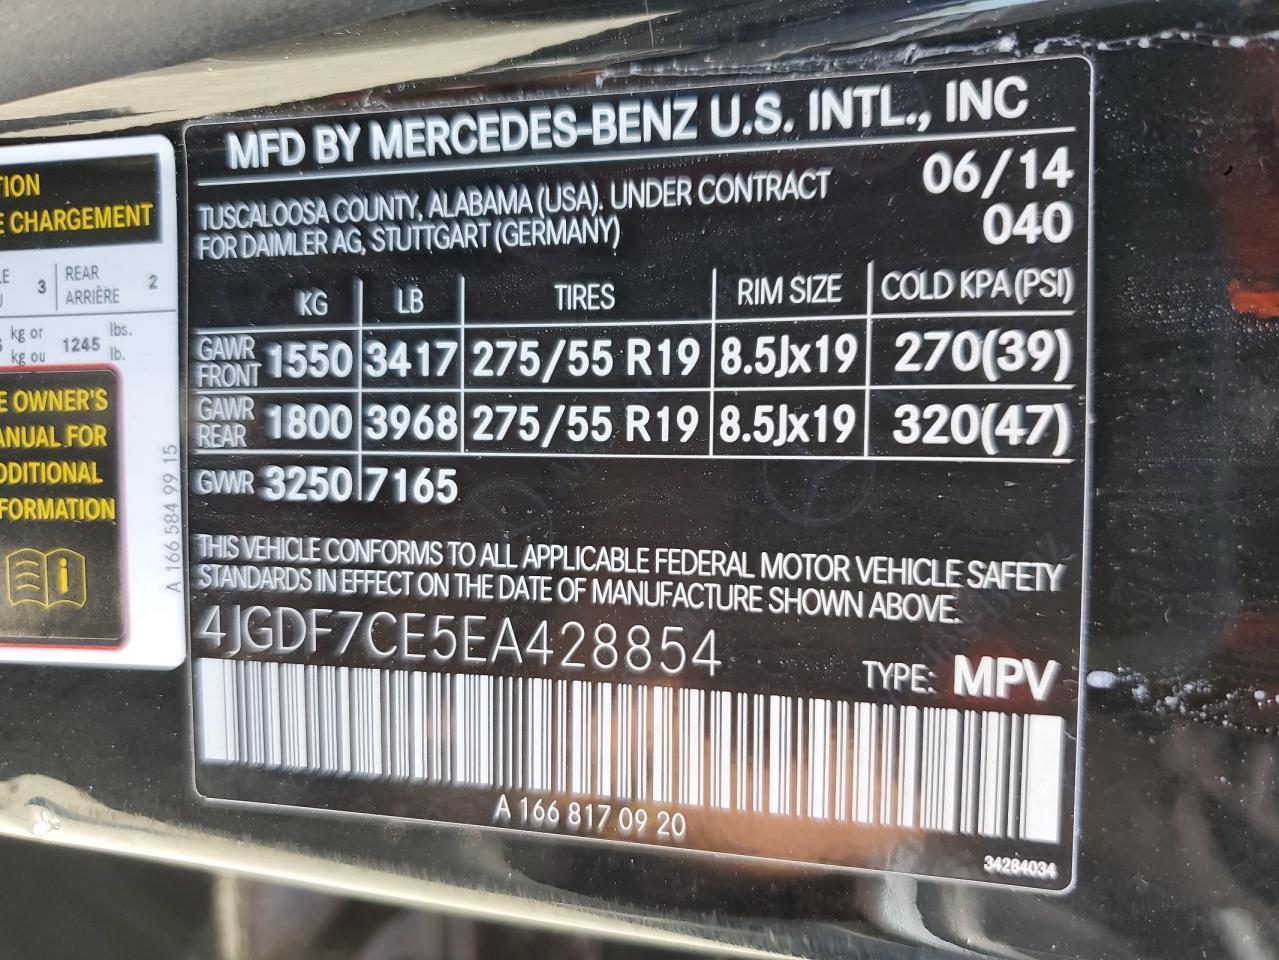 TION
E CHARGEMENT
LE
U
3
REAR
ARRIÈRE
2
kg or
kg ou
1245
lbs.
lb.
E OWNER'S
ANUAL FOR
DDITIONAL
FORMATION
A 166 584 99 15
MFD BY MERCEDES-BENZ U.S. INTL., INC
TUSCALOOSA COUNTY, ALABAMA (USA). UNDER CONTRACT
FOR DAIMLER AG, STUTTGART (GERMANY)
06/14
040
KG LB TIRES RIM SIZE COLD KPA (PSI)
GAWR
FRONT 1550 3417 275/55 R19 8.5Jx19 270(39)
GAWR
REAR 1800 3968 275/55 R19 8.5Jx19 320(47)
GVWR 3250 7165
THIS VEHICLE CONFORMS TO ALL APPLICABLE FEDERAL MOTOR VEHICLE SAFETY
STANDARDS IN EFFECT ON THE DATE OF MANUFACTURE SHOWN ABOVE.
4JGDF7CE5EA428854
TYPE: MPV
A 166 817 09 20
34284034